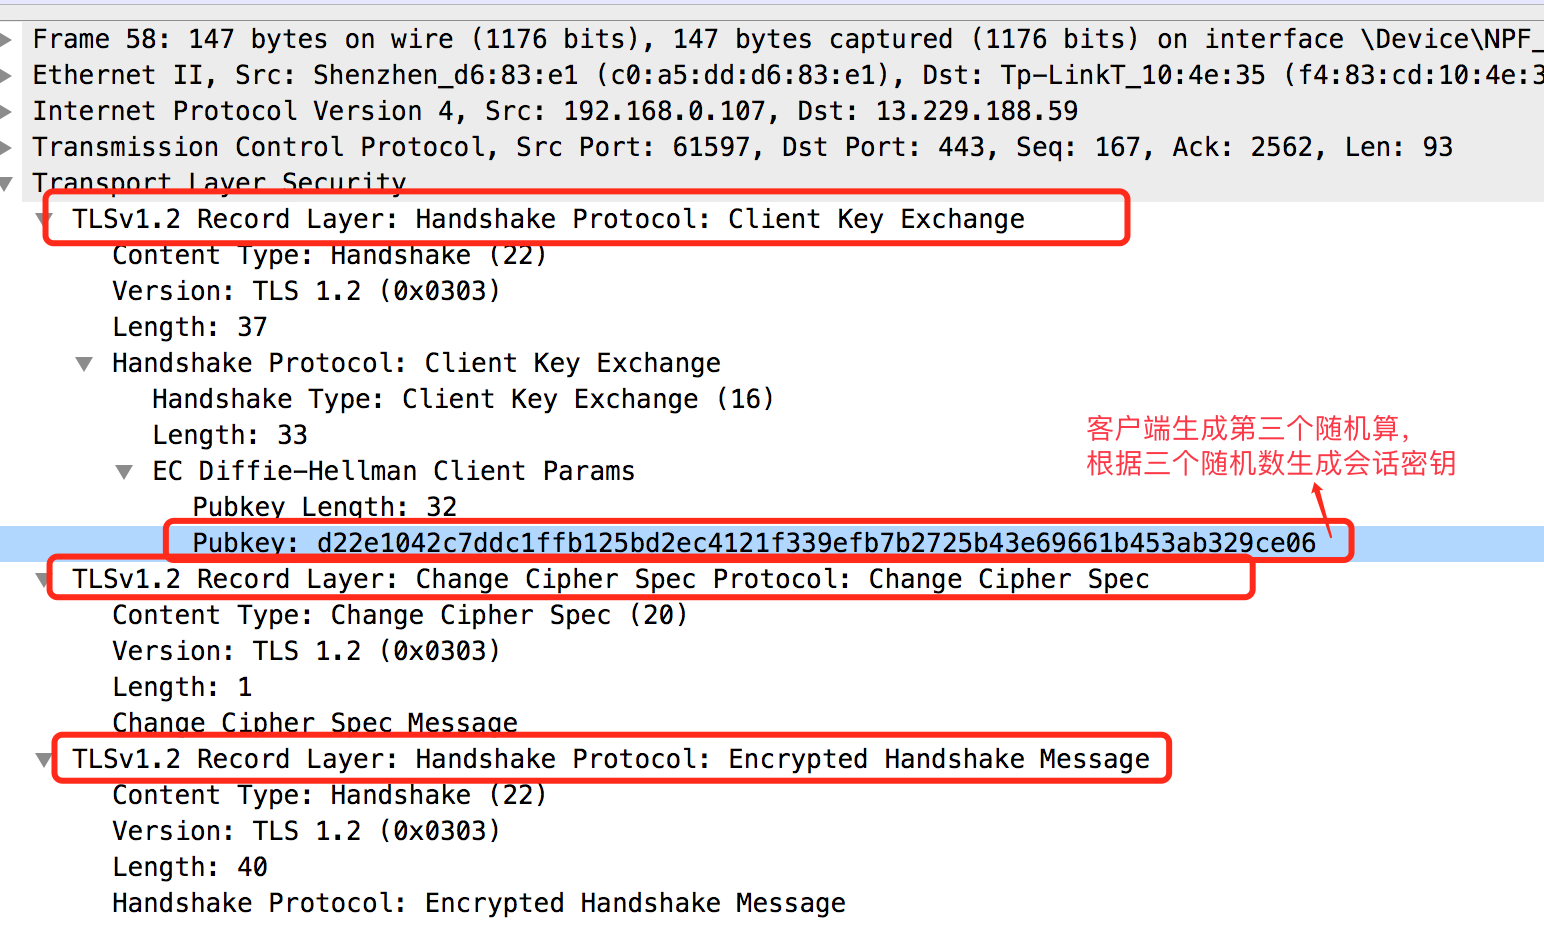 Frame 58: 147 bytes on wire (1176 bits), 147 bytes captured (1176 bits) on interface \Device\NPF_
Ethernet II, Src: Shenzhen_d6:83:e1 (c0:a5:dd:d6:83:e1), Dst: Tp-LinkT_10:4e:35 (f4:83:cd:10:4e:3
Internet Protocol Version 4, Src: 192.168.0.107, Dst: 13.229.188.59
Transmission Control Protocol, Src Port: 61597, Dst Port: 443, Seq: 167, Ack: 2562, Len: 93
Transport Layer Security
TLSv1.2 Record Layer: Handshake Protocol: Client Key Exchange
Content Type: Handshake (22)
Version: TLS 1.2 (0x0303)
Length: 37
Handshake Protocol: Client Key Exchange
Handshake Type: Client Key Exchange (16)
Length: 33
客户端生成第三个随机算,
根据三个随机数生成会话密钥
EC Diffie-Hellman Client Params
Pubkey Length: 32
Pubkey: d22e1042c7ddc1ffb125bd2ec4121f339efb7b2725b43e69661b453ab329ce06
TLSv1.2 Record Layer: Change Cipher Spec Protocol: Change Cipher Spec
Content Type: Change Cipher Spec (20)
Version: TLS 1.2 (0x0303)
Length: 1
Change Cipher Spec Message
TLSv1.2 Record Layer: Handshake Protocol: Encrypted Handshake Message
Content Type: Handshake (22)
Version: TLS 1.2 (0x0303)
Length: 40
Handshake Protocol: Encrypted Handshake Message